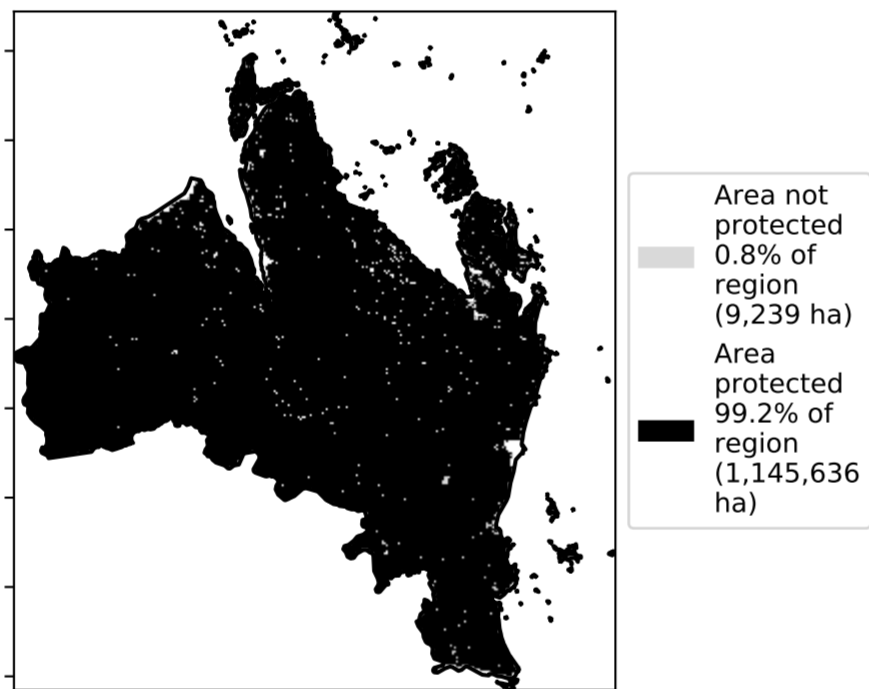 Area not
protected
0.8% of
region
(9,239 ha)
Area
protected
99.2% of
region
(1,145,636
ha)